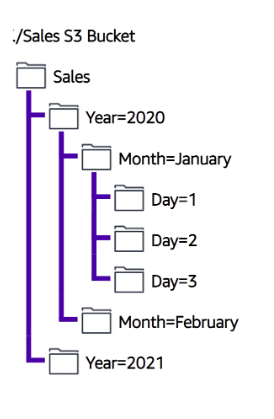 ./Sales S3 Bucket
Sales
Year=2020
Month=January
Day=1
Day=2
Day=3
Month=February
Year=2021